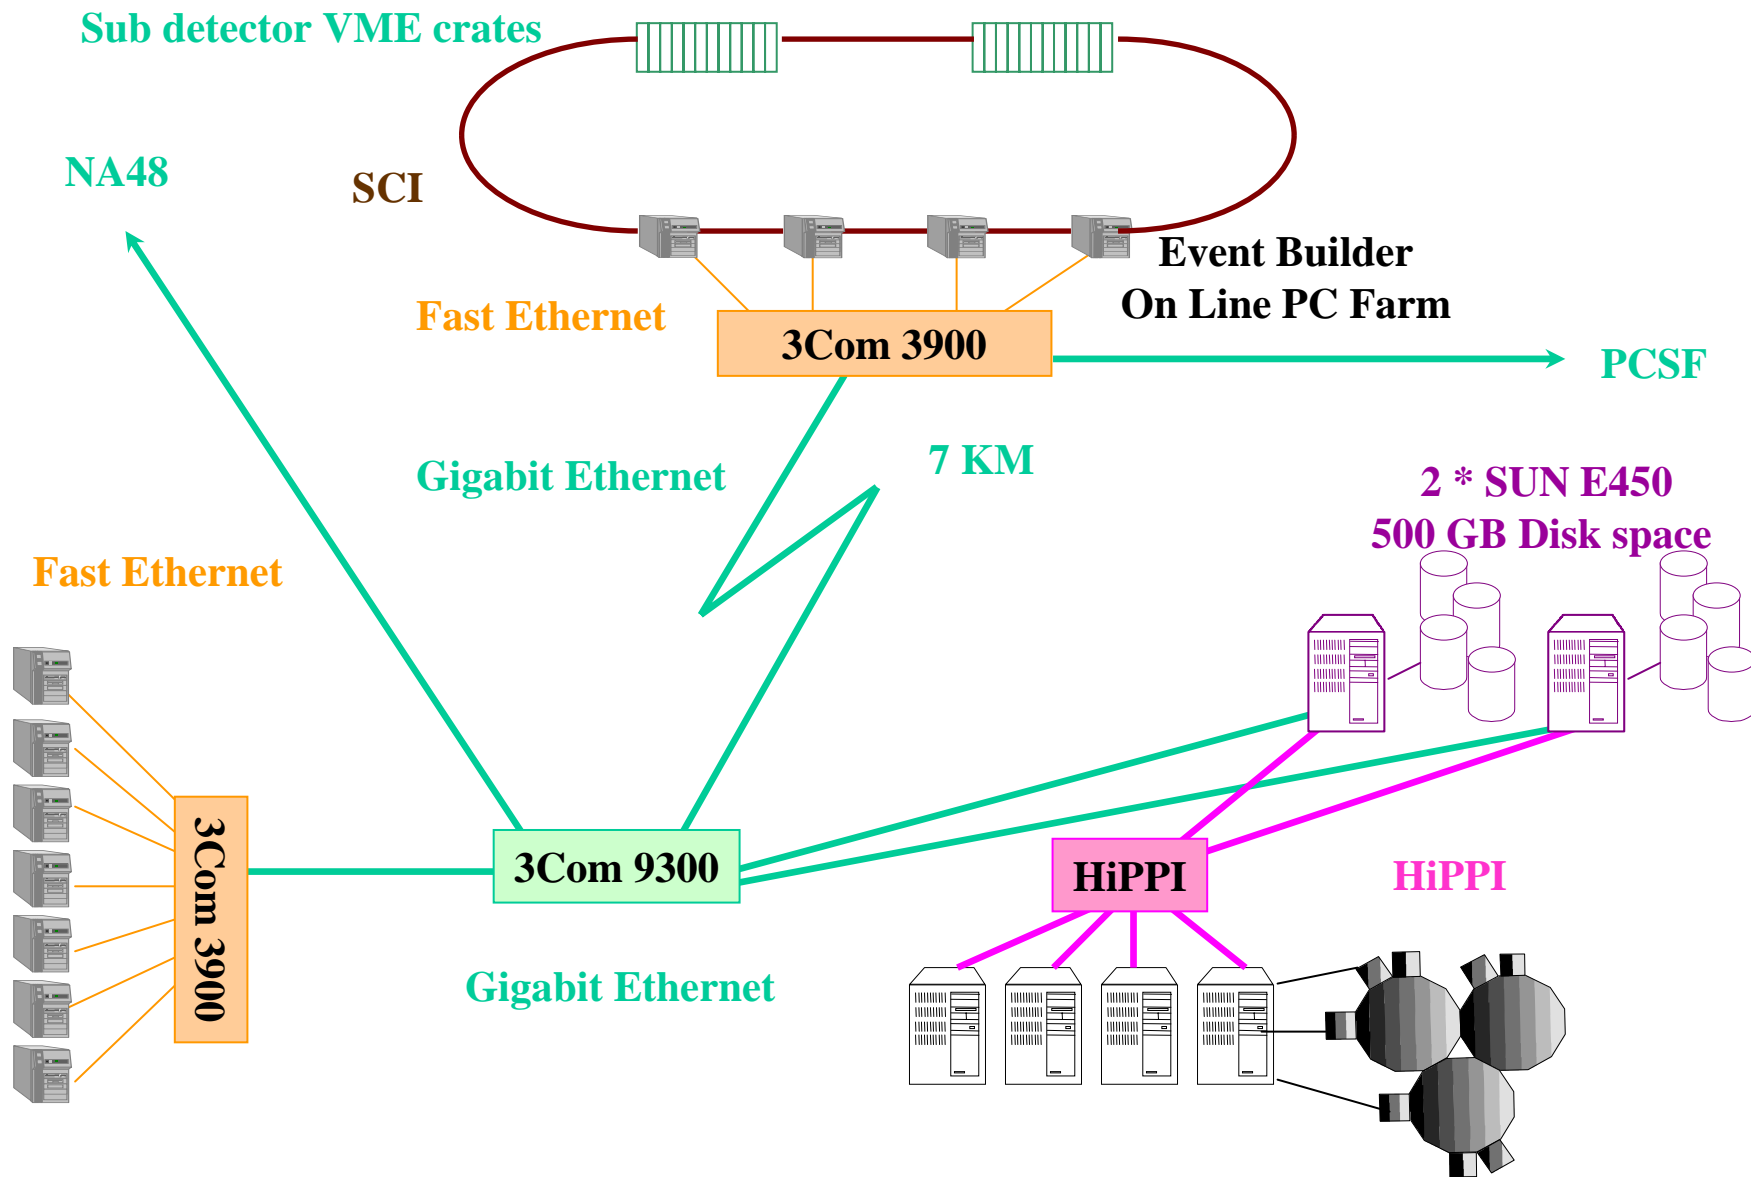 Sub detector VME crates
NA48
SCI
Event Builder
On Line PC Farm
Fast Ethernet
3Com 3900
PCSF
Gigabit Ethernet
7 KM
2 * SUN E450
500 GB Disk space
Fast Ethernet
3Com 3900
3Com 9300
HiPPI
HiPPI
Gigabit Ethernet